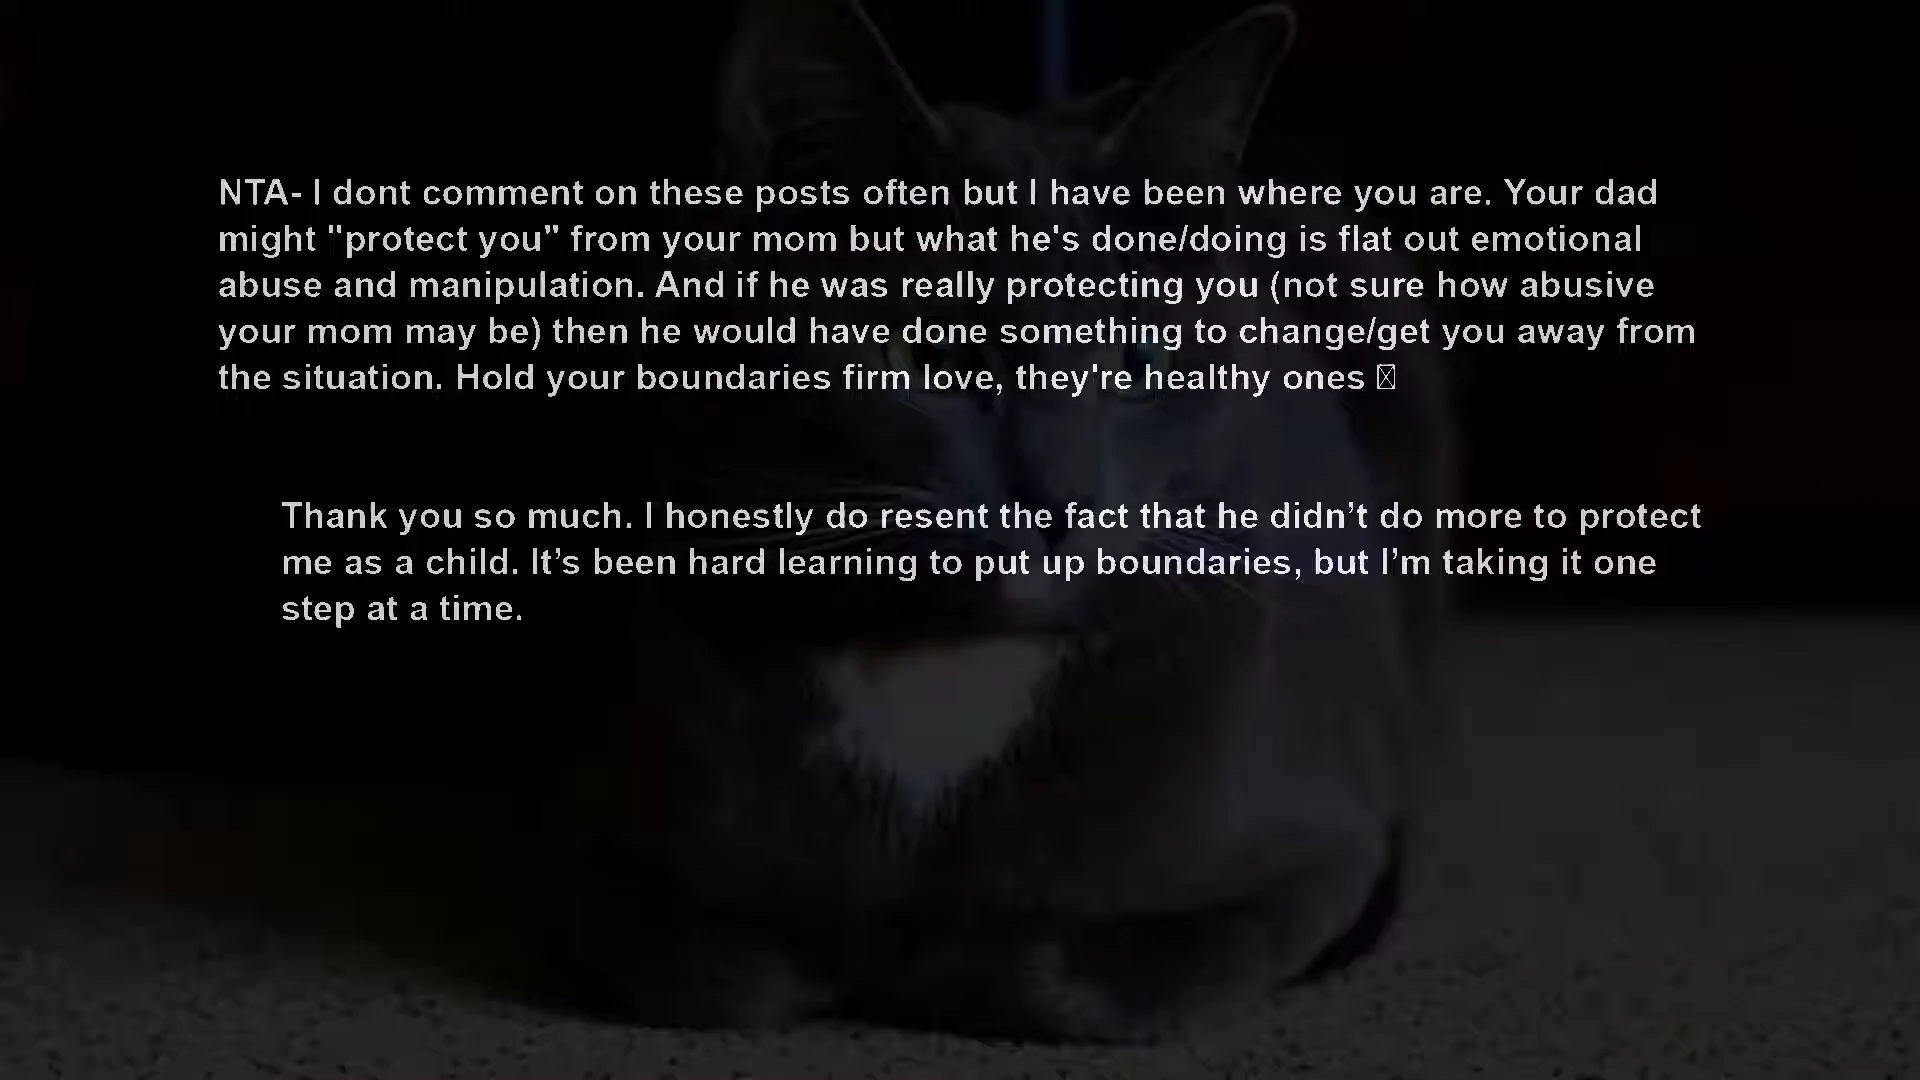 NTA- I dont comment on these posts often but I have been where you are. Your dad
might "protect you" from your mom but what he's done/doing is flat out emotional
abuse and manipulation. And if he was really protecting you (not sure how abusive
your mom may be) then he would have done something to change/get you away from
the situation. Hold your boundaries firm love, they're healthy ones
Thank you so much. I honestly do resent the fact that he didn’t do more to protect
me as a child. It’s been hard learning to put up boundaries, but I’m taking it one
step at a time.